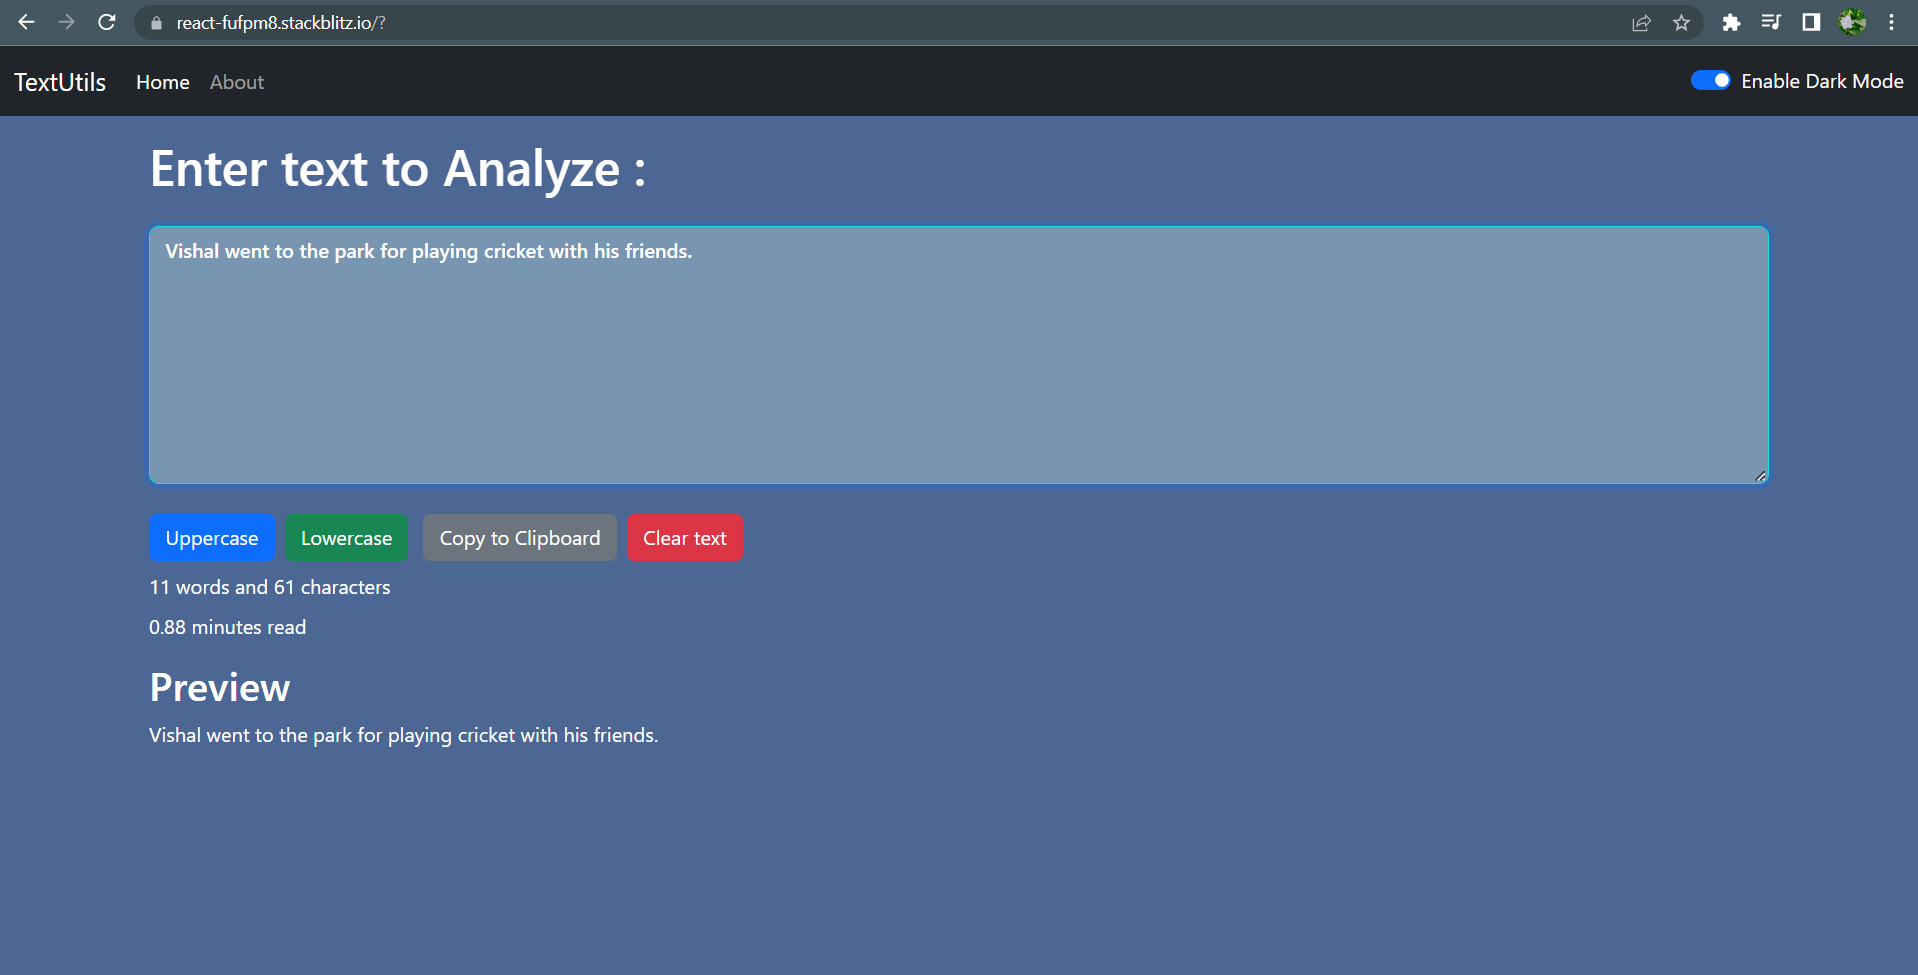 react-fufpm8.stackblitz.io/?
TextUtils Home About Enable Dark Mode
Enter text to Analyze :
Vishal went to the park for playing cricket with his friends.
Uppercase Lowercase Copy to Clipboard Clear text
11 words and 61 characters
0.88 minutes read
Preview
Vishal went to the park for playing cricket with his friends.